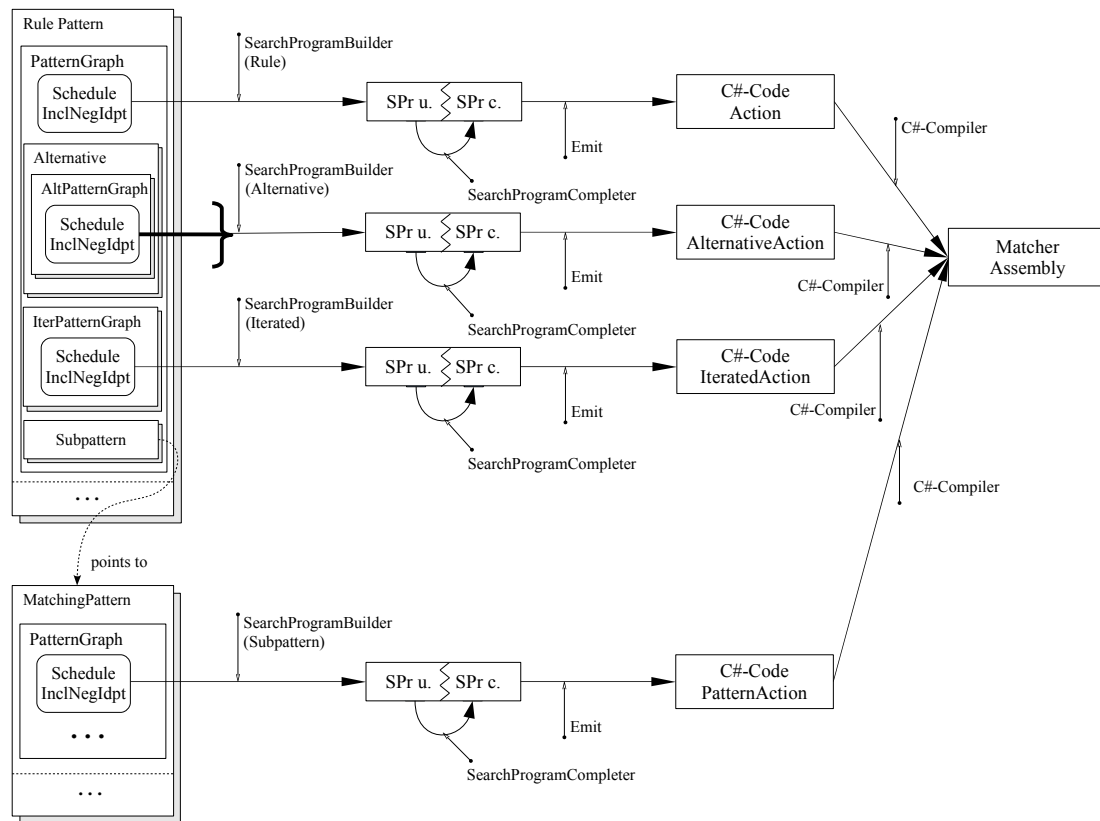 Rule Pattern
PatternGraph
Schedule
InclNegIdpt
SearchProgramBuilder
(Rule)
SPr u.
SPr c.
SearchProgramCompleter
Emit
C#-Code
Action
C#-Compiler
Alternative
AltPatternGraph
Schedule
InclNegIdpt
SearchProgramBuilder
(Alternative)
SPr u.
SPr c.
SearchProgramCompleter
Emit
C#-Code
AlternativeAction
C#-Compiler
Matcher
Assembly
IterPatternGraph
Schedule
InclNegIdpt
SearchProgramBuilder
(Iterated)
SPr u.
SPr c.
SearchProgramCompleter
Emit
C#-Code
IteratedAction
C#-Compiler
Subpattern
...
points to
C#-Compiler
MatchingPattern
PatternGraph
Schedule
InclNegIdpt
...
...
SearchProgramBuilder
(Subpattern)
SPr u.
SPr c.
SearchProgramCompleter
Emit
C#-Code
PatternAction